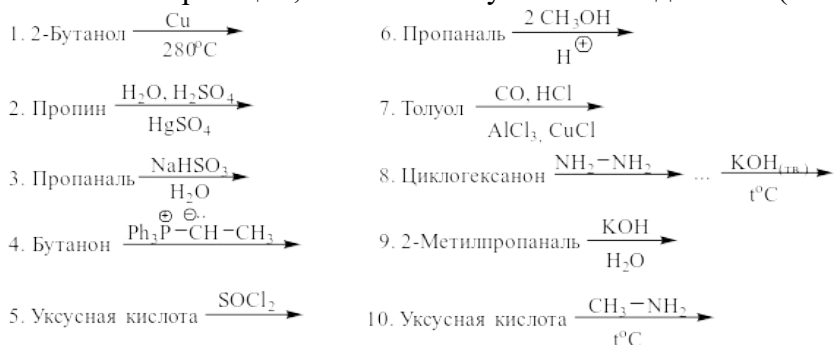 1. 2-Бутанол Cu 280°C
2. Пропин H₂O, H₂SO₄ HgSO₄
3. Пропаналь NaHSO₃ H₂O
4. Бутанон Ph₃P⊕−CH⊖··−CH₃
5. Уксусная кислота SOCl₂
6. Пропаналь 2 CH₃OH H⊕
7. Толуол CO, HCl AlCl₃, CuCl
8. Циклогексанон NH₂−NH₂ ... KOH(тв.) t°C
9. 2-Метилпропаналь KOH H₂O
10. Уксусная кислота CH₃−NH₂ t°C